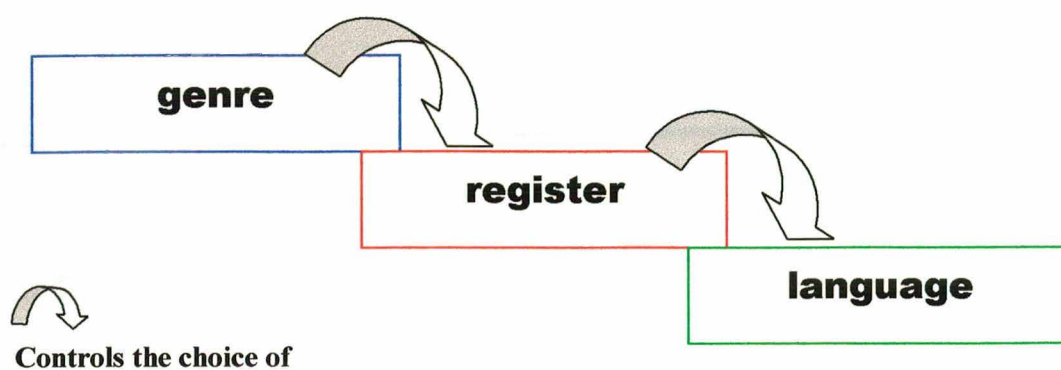 genre
register
language
Controls the choice of